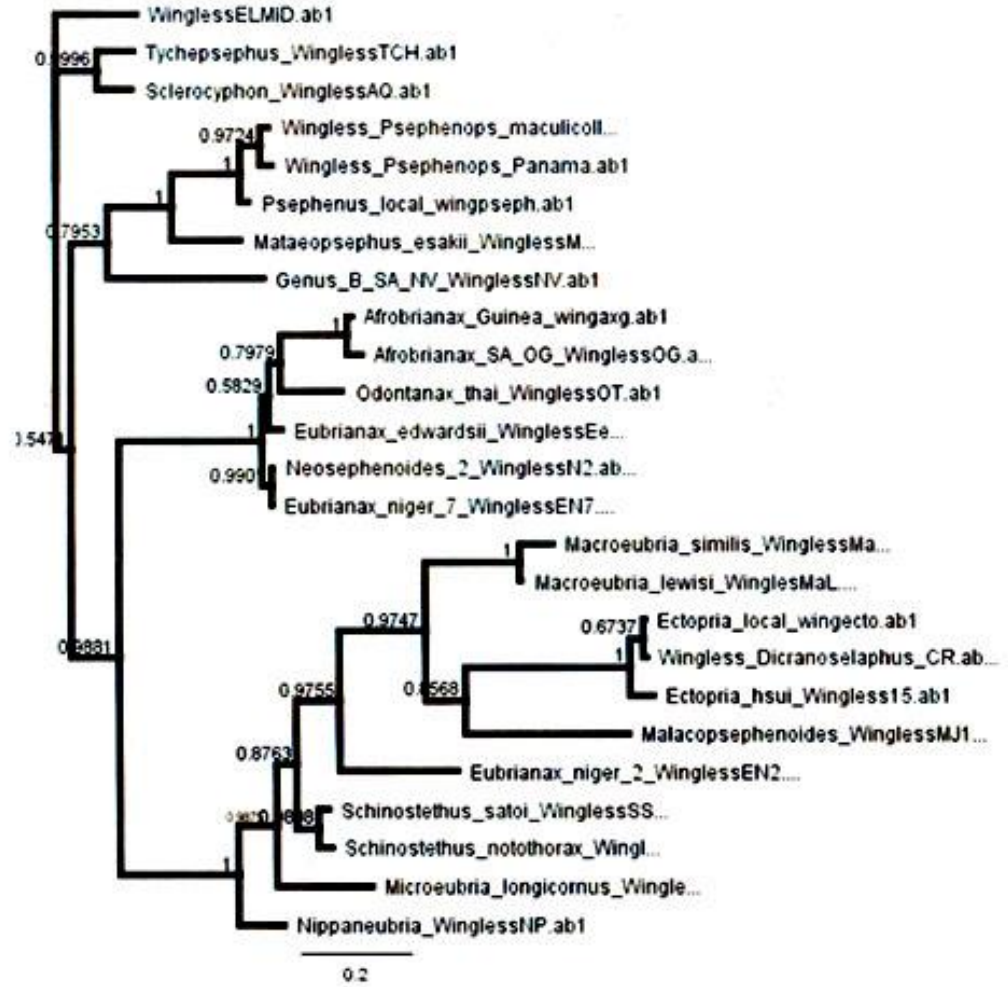 WinglessELMID.ab1
Tychepsephus_WinglessTCH.ab1
Sclerocyphon_WinglessAQ.ab1
0.9724
Wingless_Psephenops_maculicoll...
Wingless_Psephenops_Panama.ab1
1
Psephenus_local_wingpseph.ab1
1
0.7953
Mataeopsephus_esakii_WinglessM...
Genus_B_SA_NV_WinglessNV.ab1
1
Afrobrianax_Guinea_wingaxg.ab1
0.7979
Afrobrianax_SA_OG_WinglessOG.a...
0.5829
Odontanax_thai_WinglessOT.ab1
1
Eubrianax_edwardsii_WinglessEe...
0.990
Neosephenoides_2_WinglessN2.ab...
Eubrianax_niger_7_WinglessEN7....
1
Macroeubria_similis_WinglessMa...
Macroeubria_lewisi_WinglesMaL....
0.9747
0.6737
Ectopria_local_wingecto.ab1
0.9881
1
Wingless_Dicranoselaphus_CR.ab...
0.9755
Ectopria_hsui_Wingless15.ab1
Malacopsephenoides_WinglessMJ1...
0.8763
Eubrianax_niger_2_WinglessEN2....
Schinostethus_satoi_WinglessSS...
Schinostethus_notothorax_Wingl...
1
Microeubria_longicornus_Wingle...
Nippaneubria_WinglessNP.ab1
0.2